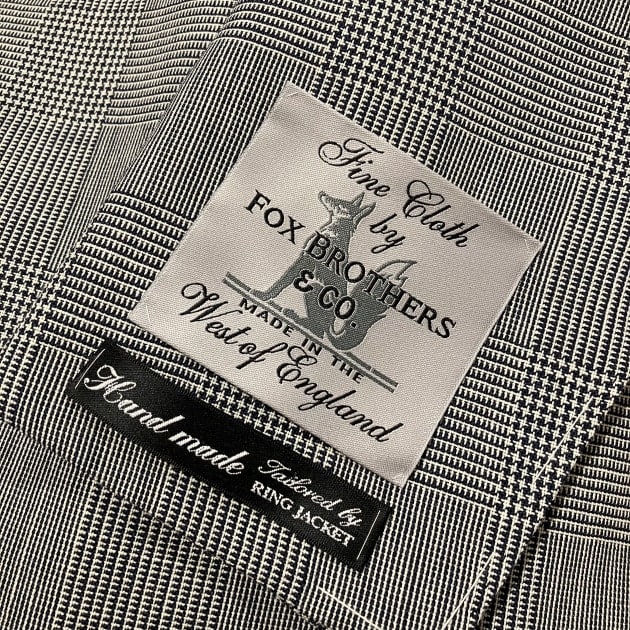 Fine Cloth
by
FOX BROTHERS
& CO.
MADE IN THE
West of England
Hand made
Tailored by
RING JACKET